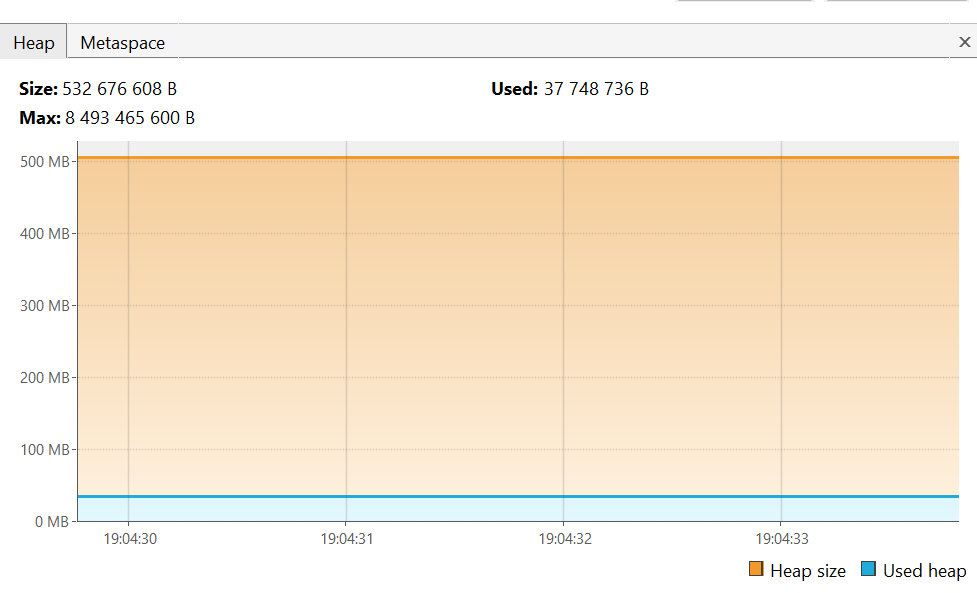 Heap Metaspace
Size: 532 676 608 B Used: 37 748 736 B
Max: 8 493 465 600 B
500 MB
400 MB
300 MB
200 MB
100 MB
0 MB
19:04:30 19:04:31 19:04:32 19:04:33
Heap size Used heap